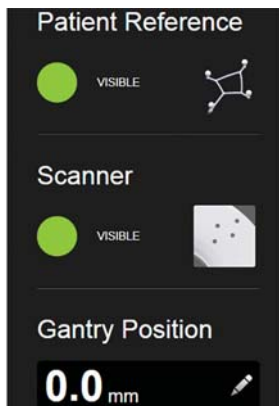 Patient Reference
VISIBLE
Scanner
VISIBLE
Gantry Position
0.0 mm